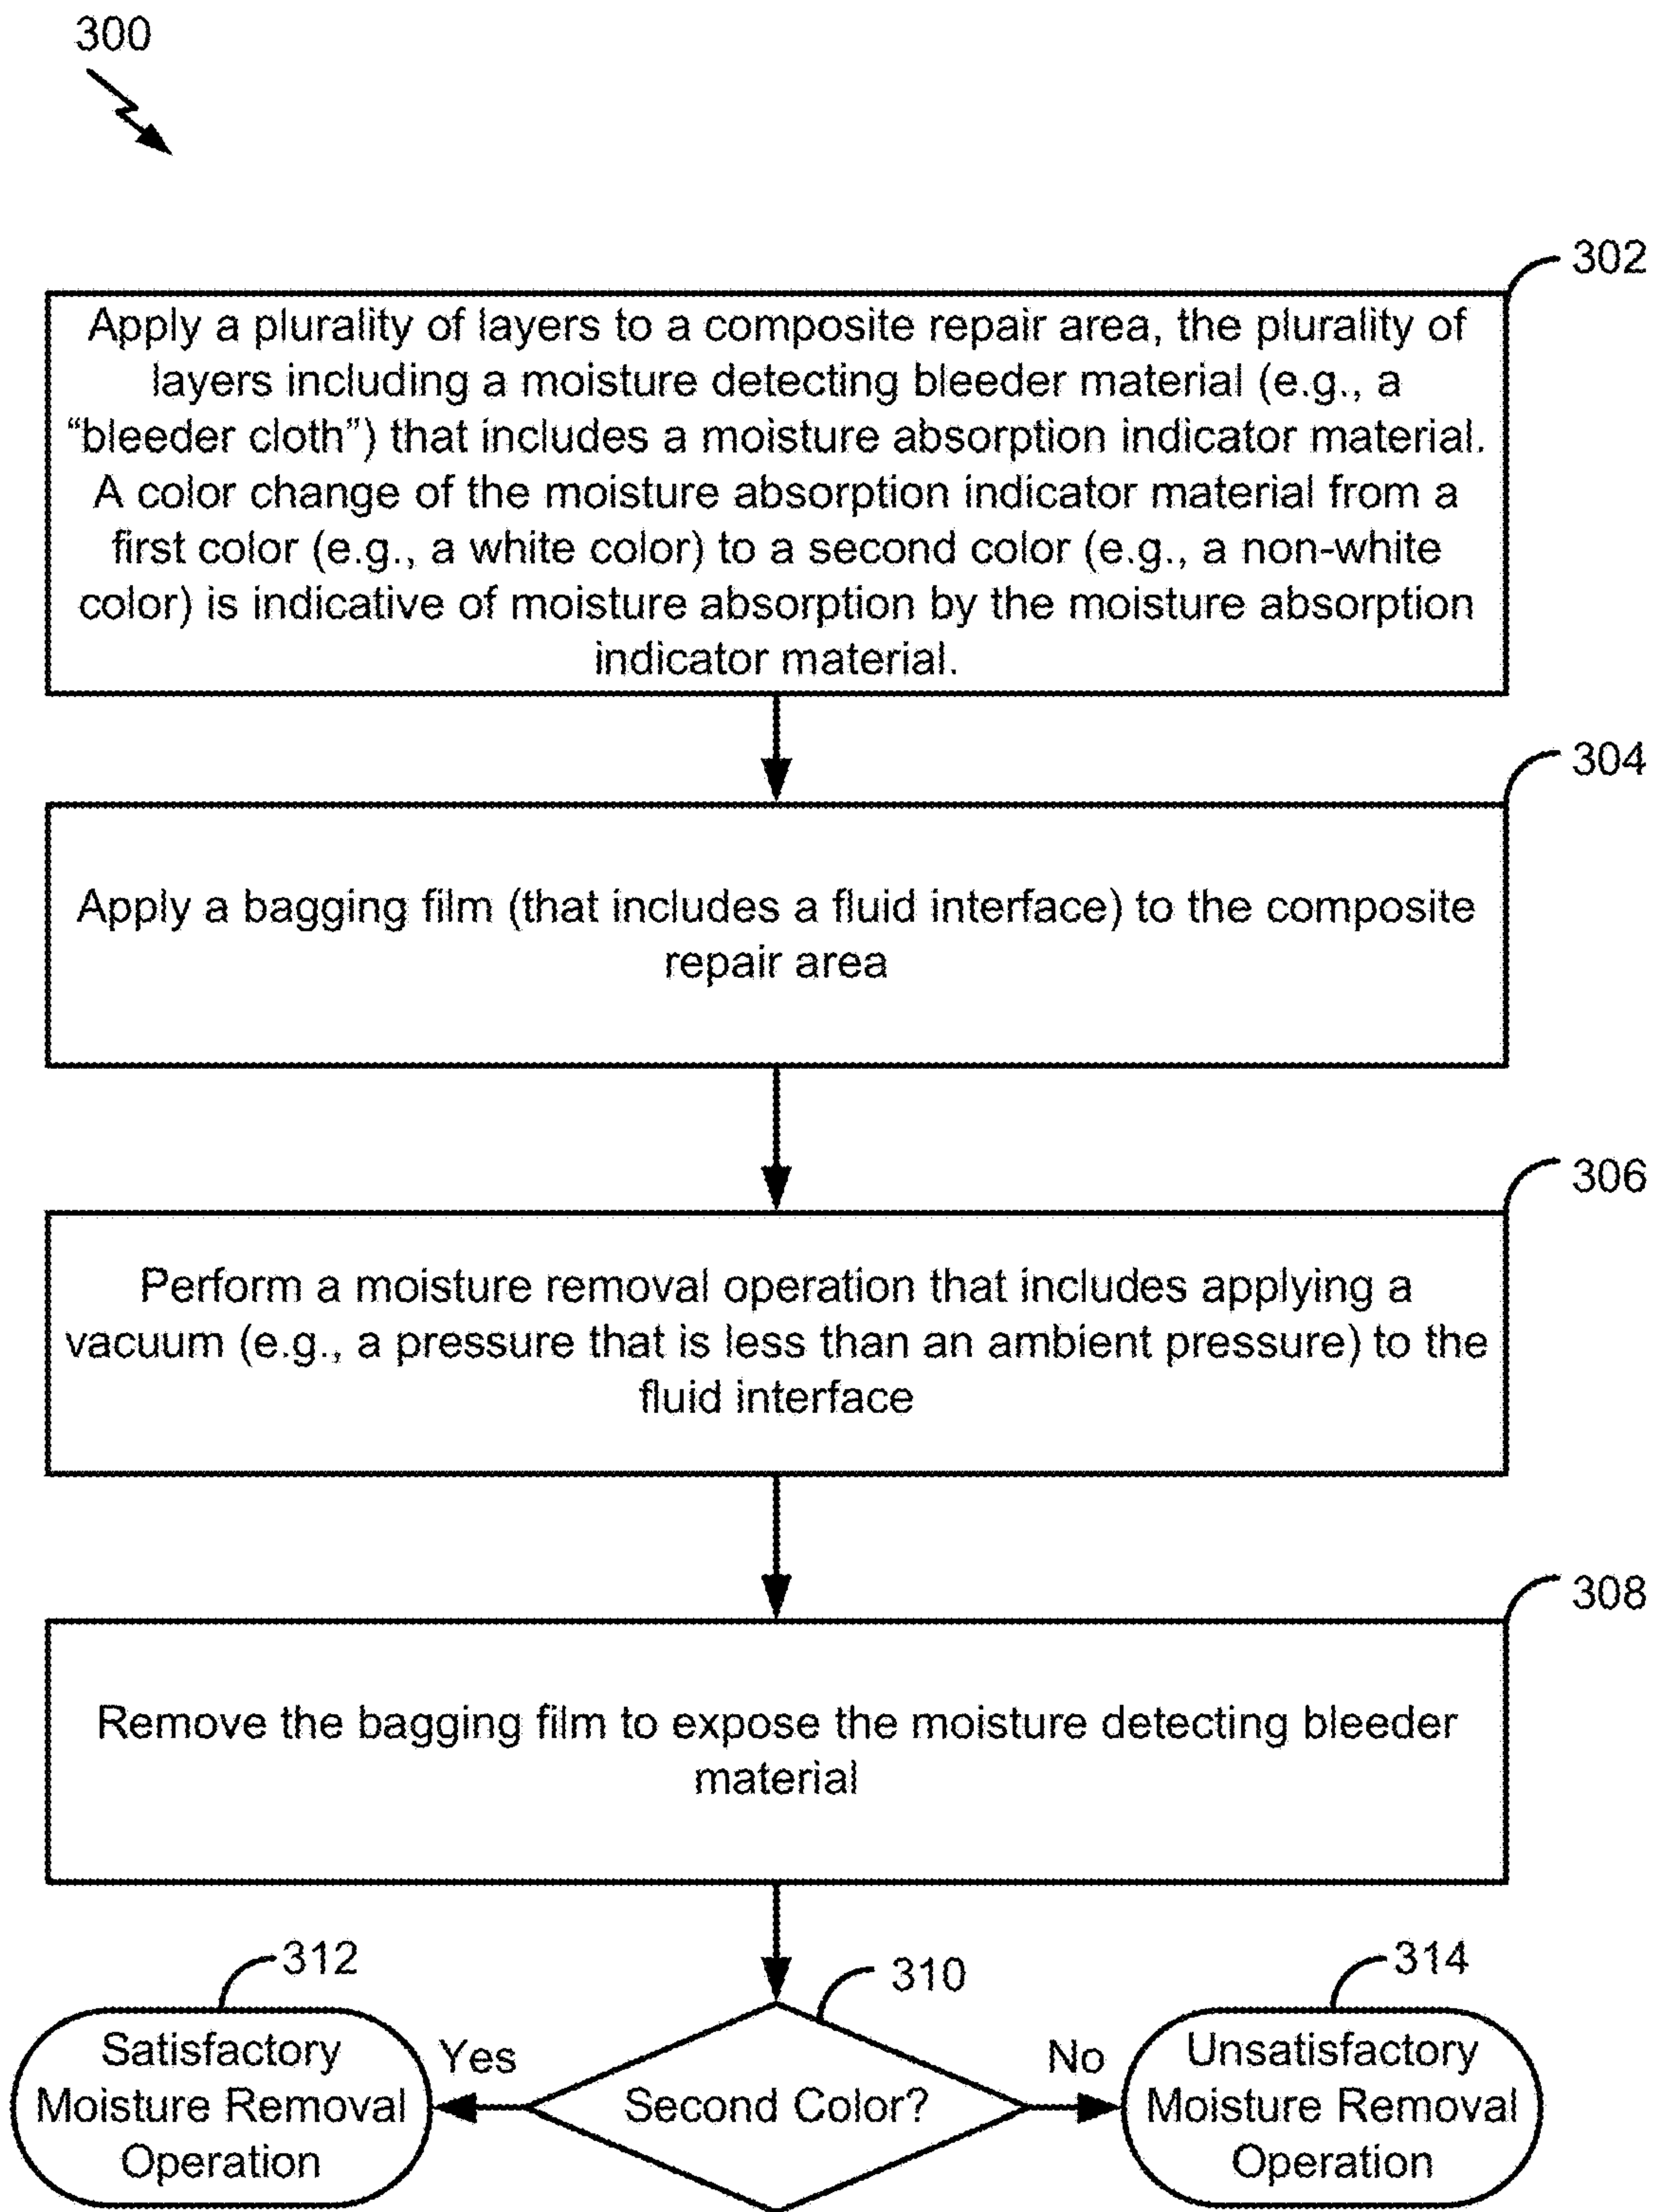 300
302
Apply a plurality of layers to a composite repair area, the plurality of
layers including a moisture detecting bleeder material (e.g., a
“bleeder cloth”) that includes a moisture absorption indicator material.
A color change of the moisture absorption indicator material from a
first color (e.g., a white color) to a second color (e.g., a non-white
color) is indicative of moisture absorption by the moisture absorption
indicator material.
304
Apply a bagging film (that includes a fluid interface) to the composite
repair area
306
Perform a moisture removal operation that includes applying a
vacuum (e.g., a pressure that is less than an ambient pressure) to the
fluid interface
308
Remove the bagging film to expose the moisture detecting bleeder
material
312
Satisfactory
Moisture Removal
Operation
Yes
310
Second Color?
No
314
Unsatisfactory
Moisture Removal
Operation